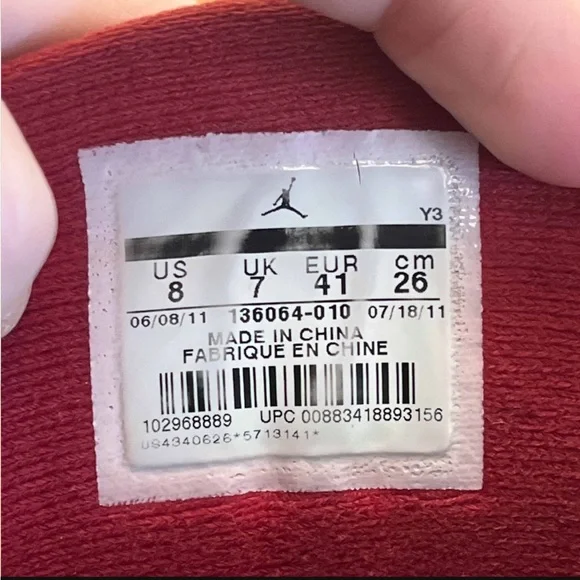 Y3
US UK EUR cm
8 7 41 26
06/08/11 136064-010 07/18/11
MADE IN CHINA
FABRIQUE EN CHINE
102968889 UPC 00883418893156
US4340626*5713141*